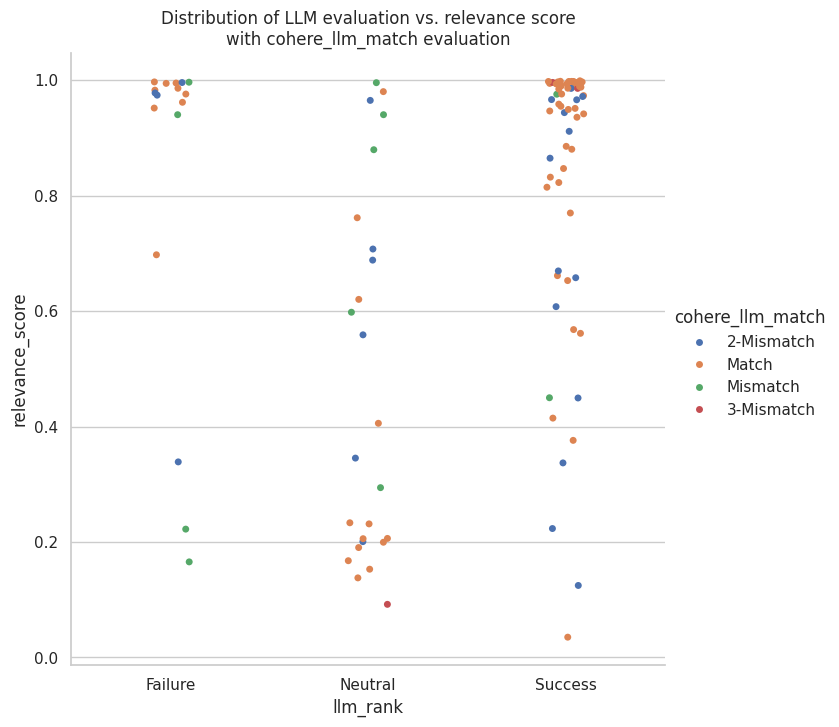 Distribution of LLM evaluation vs. relevance score
with cohere_llm_match evaluation
1.0
0.8
0.6
0.4
0.2
0.0
relevance_score
Failure
Neutral
Success
llm_rank
cohere_llm_match
2-Mismatch
Match
Mismatch
3-Mismatch